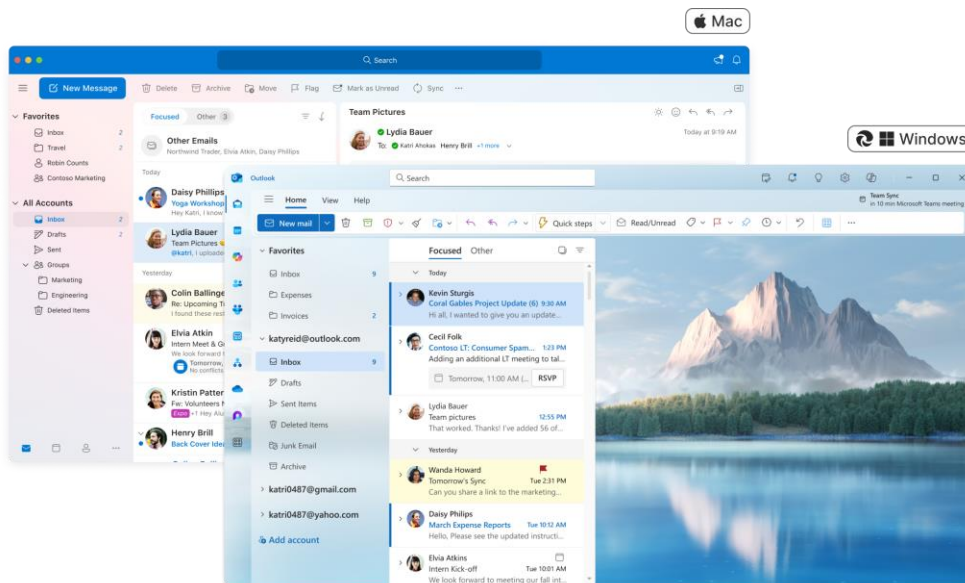 Mac
Search
New Message
Delete
Archive
Move
Flag
Mark as Unread
Sync
Favorites
Inbox 2
Travel 2
Robin Counts
Contoso Marketing
All Accounts
Inbox 2
Drafts 2
Sent
Groups
Marketing
Engineering
Deleted Items
Focused
Other 3
Other Emails
Northwind Trader, Elvia Atkin, Daisy Phillips
Today
Daisy Phillips
Yoga Workshop
Hey Katri, I know
Lydia Bauer
Team Pictures
@katri, I uploade
Yesterday
Colin Ballinge
Re: Upcoming T
I found these rest
Elvia Atkin
Intern Meet & G
We look forward t
Tomorrow,
No conflicts
Kristin Patter
Fw: Volunteers N
+1 Hey Alu
Henry Brill
Back Cover Idea
Team Pictures
Lydia Bauer
To: Katri Ahokas Henry Brill +1 more
Today at 9:19 AM
Windows
Outlook
Search
Team Sync
in 10 min Microsoft Teams meeting
Home View Help
New mail
Quick steps
Read/Unread
Favorites
Inbox 9
Expenses
Invoices 2
katyreid@outlook.com
Inbox 9
Drafts
Sent Items
Deleted Items
Junk Email
Archive
katri0487@gmail.com
katri0487@yahoo.com
Add account
Focused Other
Today
Kevin Sturgis
Coral Gables Project Update (6) 9:30 AM
Hi all, I wanted to give you an update...
Cecil Folk
Contoso LT: Consumer Spam... 1:23 PM
Adding an additional LT meeting to tal...
Tomorrow, 11:00 AM (... RSVP
Lydia Bauer
Team pictures 12:55 PM
That worked. Thanks! I've added 56 of...
Yesterday
Wanda Howard
Tomorrow's Sync Tue 2:31 PM
Can you share a link to the marketing...
Daisy Philips
March Expense Reports Tue 10:12 AM
Hello, Please see the updated instructi...
Elvia Atkins
Intern Kick-off Tue 10:01 AM
We look forward to meeting our fall int...